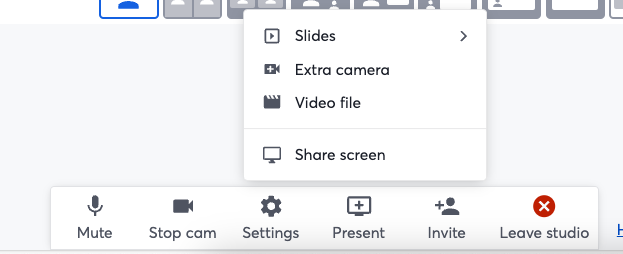 Slides
Extra camera
Video file
Share screen
Mute
Stop cam
Settings
Present
Invite
Leave studio